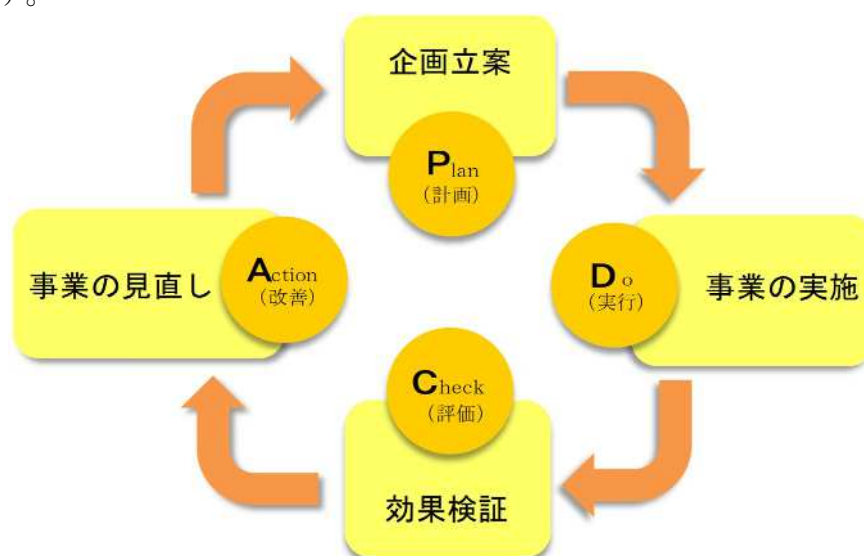 す。
企画立案
Plan
(計画)
事業の見直し
Action
(改善)
Do
(実行)
事業の実施
Check
(評価)
効果検証